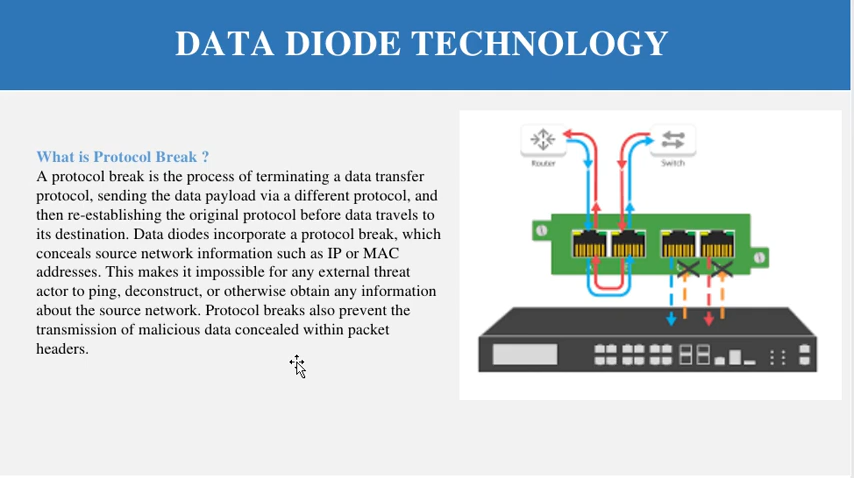 DATA DIODE TECHNOLOGY
What is Protocol Break ?
A protocol break is the process of terminating a data transfer
protocol, sending the data payload via a different protocol, and
then re-establishing the original protocol before data travels to
its destination. Data diodes incorporate a protocol break, which
conceals source network information such as IP or MAC
addresses. This makes it impossible for any external threat
actor to ping, deconstruct, or otherwise obtain any information
about the source network. Protocol breaks also prevent the
transmission of malicious data concealed within packet
headers.
Router
Switch